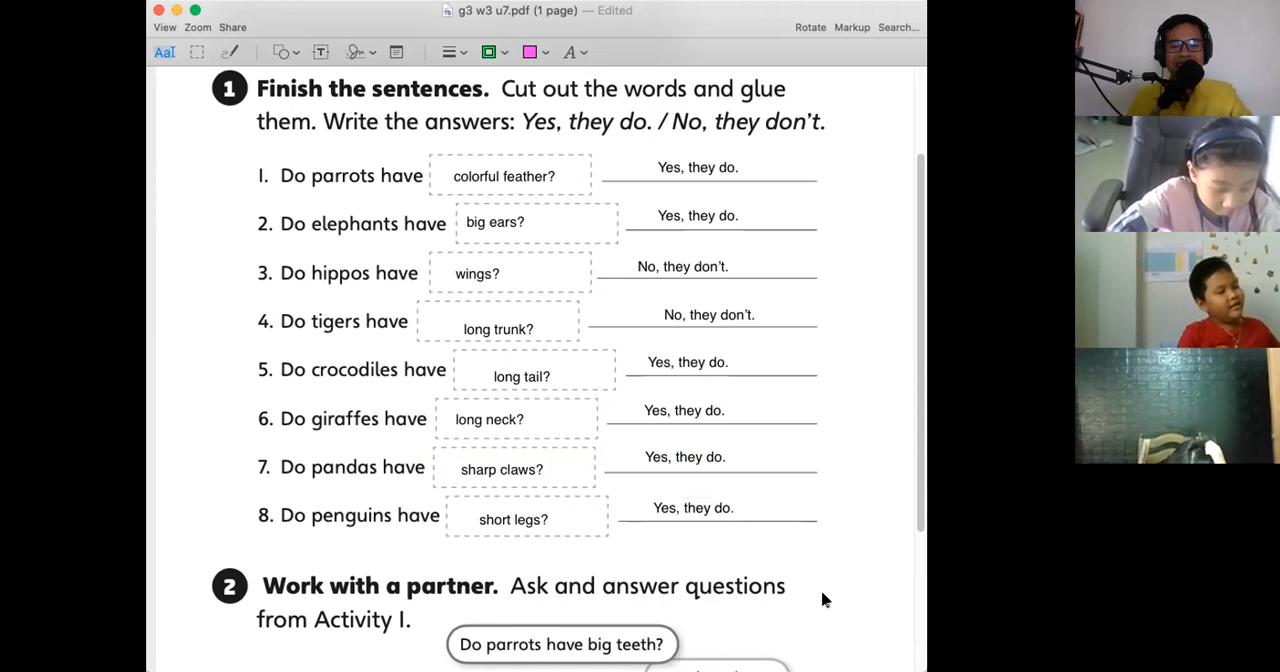 g3 w3 u7.pdf (1 page) — Edited
View Zoom Share Rotate Markup Search...
AaI T A
1 Finish the sentences. Cut out the words and glue
them. Write the answers: Yes, they do. / No, they don't.
1. Do parrots have colorful feather? Yes, they do.
2. Do elephants have big ears? Yes, they do.
3. Do hippos have wings? No, they don't.
4. Do tigers have long trunk? No, they don't.
5. Do crocodiles have long tail? Yes, they do.
6. Do giraffes have long neck? Yes, they do.
7. Do pandas have sharp claws? Yes, they do.
8. Do penguins have short legs? Yes, they do.
2 Work with a partner. Ask and answer questions
from Activity 1.
Do parrots have big teeth?